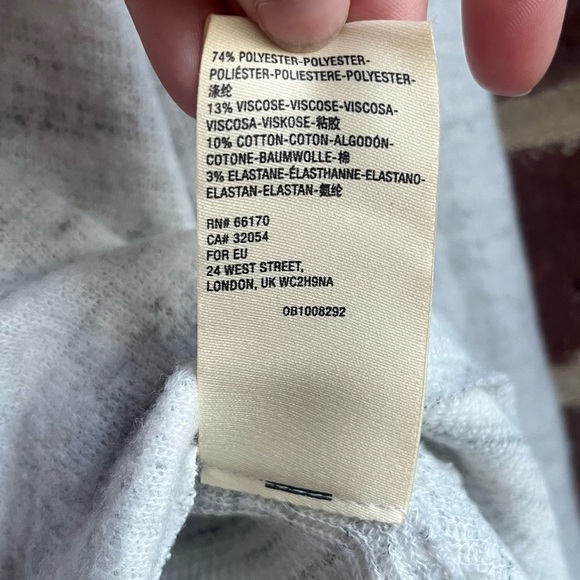 74% POLYESTER-POLYESTER-
POLIÉSTER-POLIESTERE-POLYESTER-
涤纶
13% VISCOSE-VISCOSE-VISCOSA-
VISCOSA-VISKOSE-粘胶
10% COTTON-COTON-ALGODÓN-
COTONE-BAUMWOLLE-棉
3% ELASTANE-ÉLASTHANNE-ELASTANO-
ELASTAN-ELASTAN-氨纶
RN# 66170
CA# 32054
FOR EU
24 WEST STREET,
LONDON, UK WC2H9NA
OB1008292